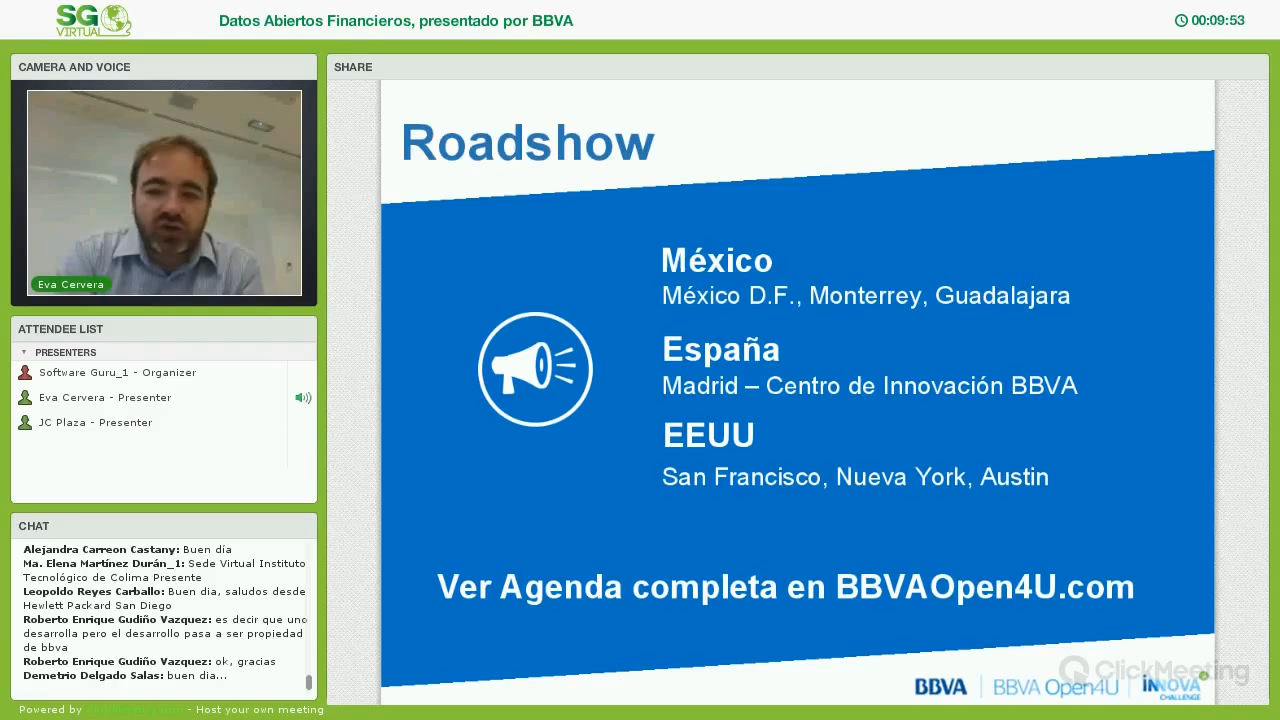 SG
VIRTUAL
Datos Abiertos Financieros, presentado por BBVA
00:09:53
CAMERA AND VOICE
Eva Cervera
ATTENDEE LIST
PRESENTERS
Software Guru_1 - Organizer
Eva Cervera - Presenter
JC Plaza - Presenter
CHAT
Alejandra Carreon Castany: Buen día
Ma. Elena Martínez Durán_1: Sede Virtual Instituto
Tecnológico de Colima Presente
Leopoldo Reyes Carballo: Buen dia, saludos desde
Hewlett Packard San Diego
Roberto Enrique Gudiño Vazquez: es decir que uno
desarrolla pero el desarrollo pasa a ser propiedad
de bbva
Roberto Enrique Gudiño Vazquez: ok, gracias
Demetrio Delgado Salas: buen dia...
Powered by - Host your own meeting
SHARE
Roadshow
México
México D.F., Monterrey, Guadalajara
España
Madrid – Centro de Innovación BBVA
EEUU
San Francisco, Nueva York, Austin
Ver Agenda completa en BBVAOpen4U.com
ClickMeeting
BBVA BBVA Open4U INNOVA
CHALLENGE